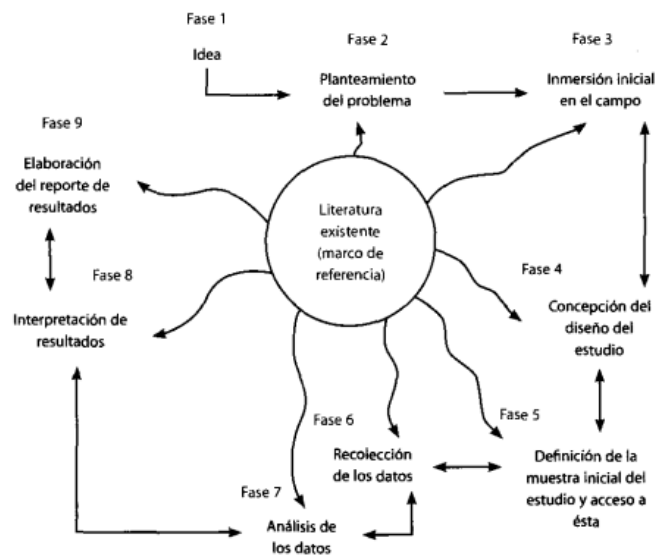 Fase 1
Idea
Fase 2
Planteamiento
del problema
Fase 3
Inmersión inicial
en el campo
Fase 9
Elaboración
del reporte de
resultados
Literatura
existente
(marco de
referencia)
Fase 8
Interpretación de
resultados
Fase 4
Concepción del
diseño del
estudio
Fase 6
Recolección
de los datos
Fase 5
Definición de la
muestra inicial del
estudio y acceso a
ésta
Fase 7
Análisis de
los datos